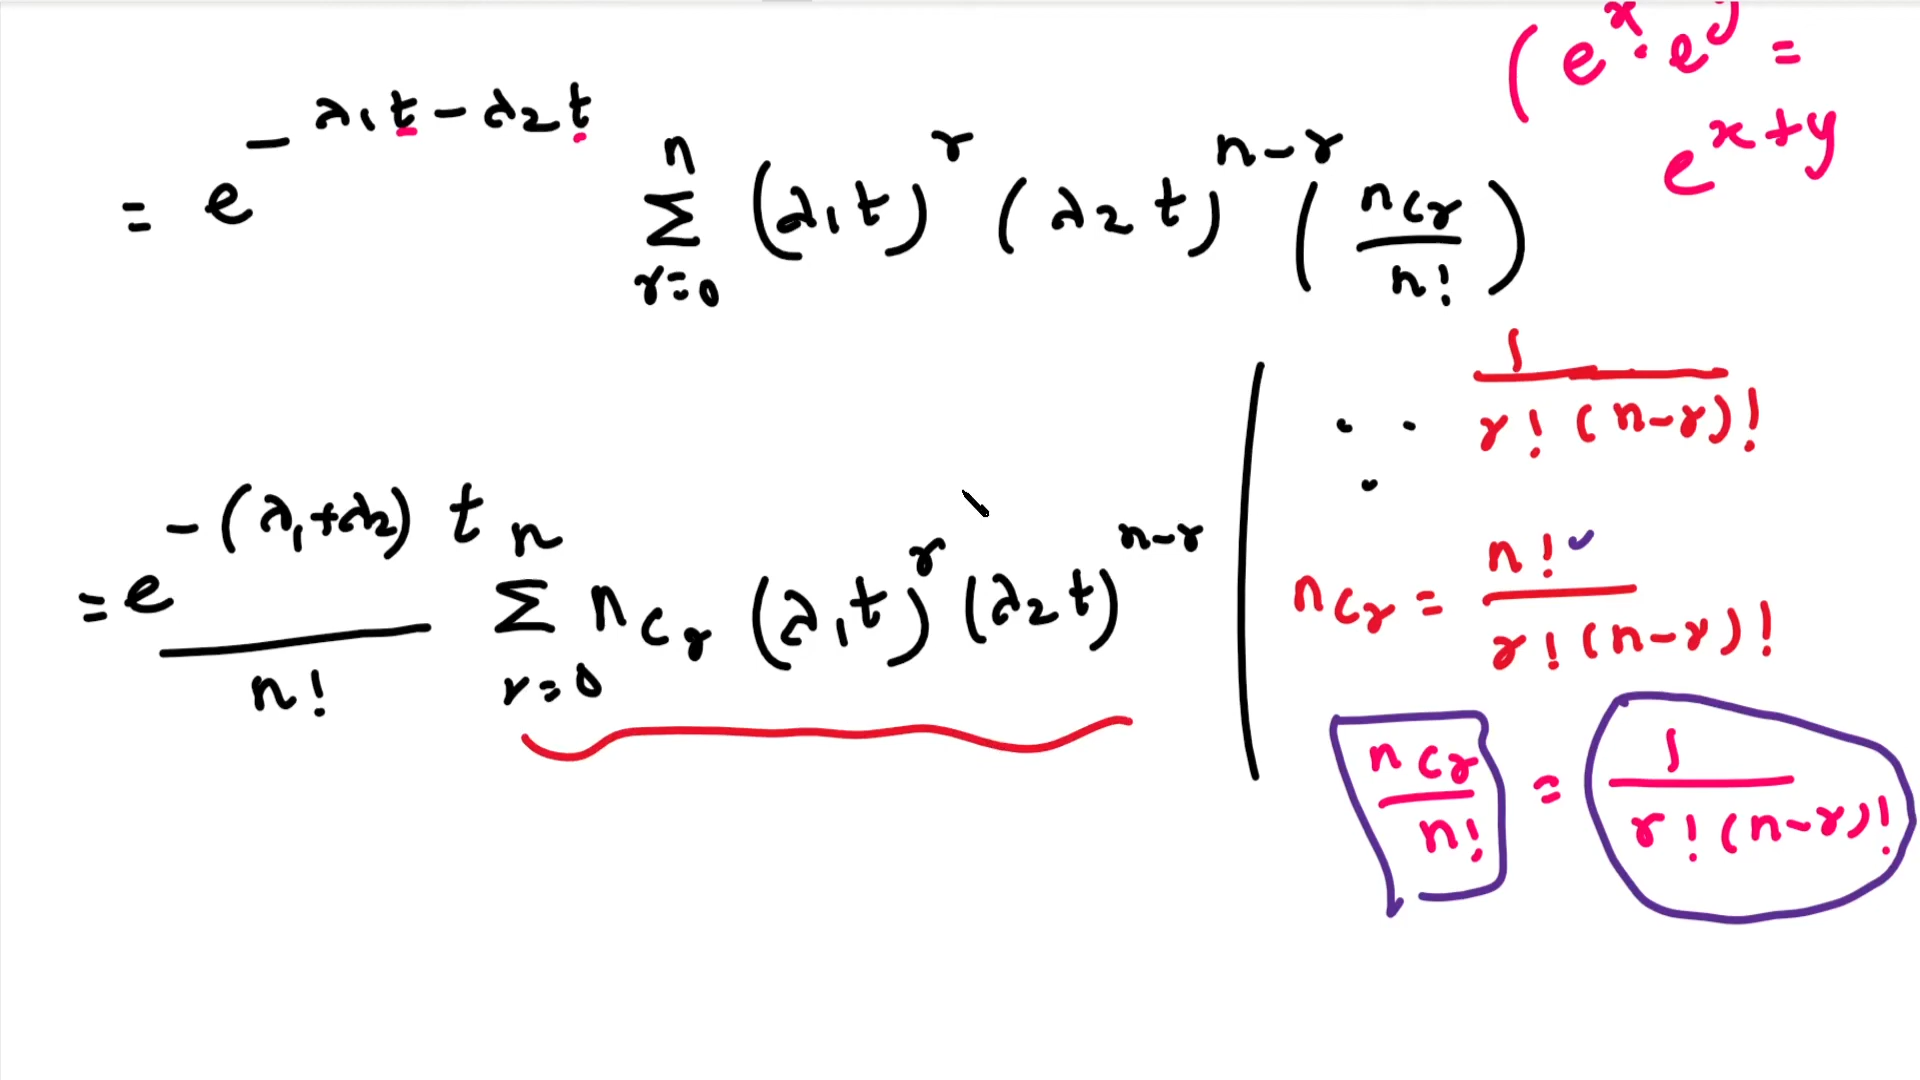 (e^x . e^y =
e^{x+y}
= e^{-λ₁t - λ₂t} Σ_{r=0}^{n} (λ₁t)^r (λ₂t)^{n-r} (nCr / n!)
∵ 1 / r!(n-r)!
= e^{-(λ₁+λ₂)t} / n! Σ_{r=0}^{n} nCr (λ₁t)^r (λ₂t)^{n-r}
nCr = n! / r!(n-r)!
nCr / n! = 1 / r!(n-r)!